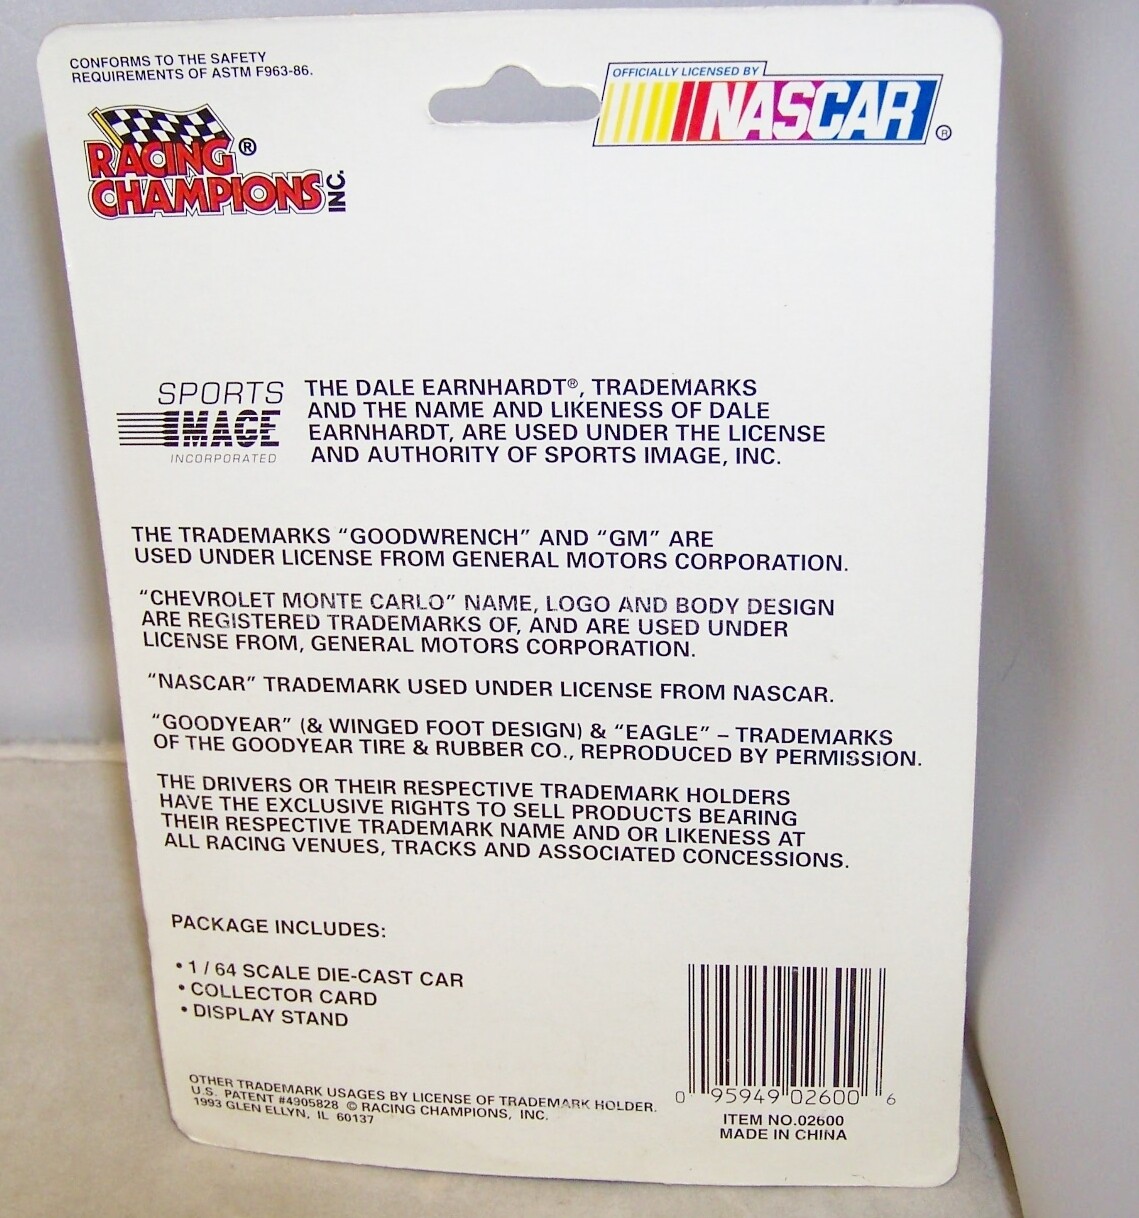 CONFORMS TO THE SAFETY
REQUIREMENTS OF ASTM F963-86.
RACING ®
CHAMPIONS INC.
OFFICIALLY LICENSED BY
NASCAR ®
SPORTS
IMAGE
INCORPORATED
THE DALE EARNHARDT®, TRADEMARKS
AND THE NAME AND LIKENESS OF DALE
EARNHARDT, ARE USED UNDER THE LICENSE
AND AUTHORITY OF SPORTS IMAGE, INC.
THE TRADEMARKS “GOODWRENCH” AND “GM” ARE
USED UNDER LICENSE FROM GENERAL MOTORS CORPORATION.
“CHEVROLET MONTE CARLO” NAME, LOGO AND BODY DESIGN
ARE REGISTERED TRADEMARKS OF, AND ARE USED UNDER
LICENSE FROM, GENERAL MOTORS CORPORATION.
“NASCAR” TRADEMARK USED UNDER LICENSE FROM NASCAR.
“GOODYEAR” (& WINGED FOOT DESIGN) & “EAGLE” – TRADEMARKS
OF THE GOODYEAR TIRE & RUBBER CO., REPRODUCED BY PERMISSION.
THE DRIVERS OR THEIR RESPECTIVE TRADEMARK HOLDERS
HAVE THE EXCLUSIVE RIGHTS TO SELL PRODUCTS BEARING
THEIR RESPECTIVE TRADEMARK NAME AND OR LIKENESS AT
ALL RACING VENUES, TRACKS AND ASSOCIATED CONCESSIONS.
PACKAGE INCLUDES:
• 1 / 64 SCALE DIE-CAST CAR
• COLLECTOR CARD
• DISPLAY STAND
OTHER TRADEMARK USAGES BY LICENSE OF TRADEMARK HOLDER.
U.S. PATENT #4905828 © RACING CHAMPIONS, INC.
1993 GLEN ELLYN, IL 60137
0 95949 02600 6
ITEM NO.02600
MADE IN CHINA